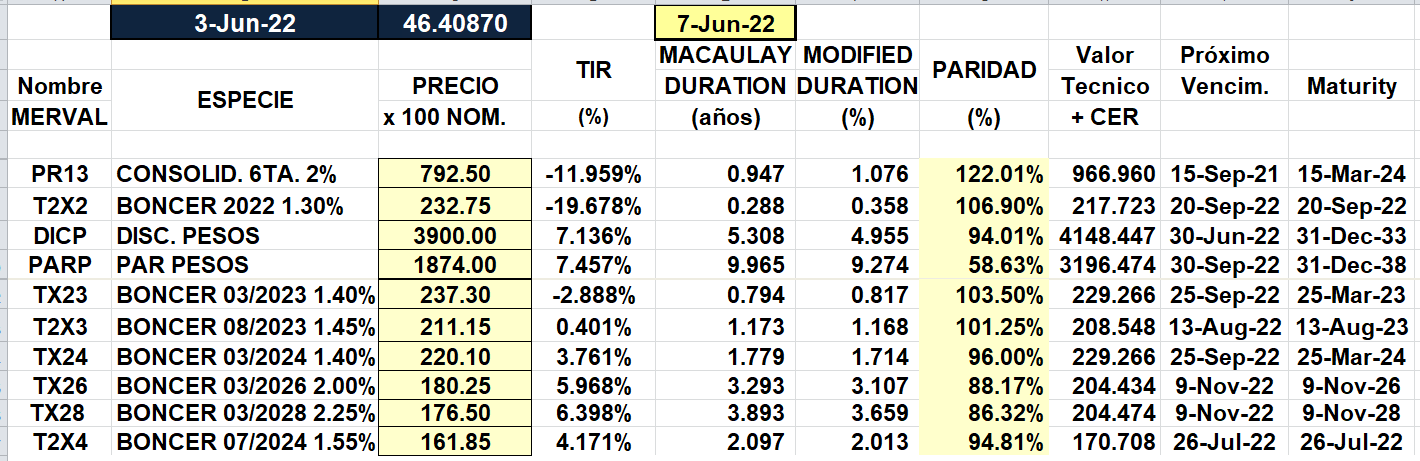 3-Jun-22 46.40870 7-Jun-22
MACAULAY MODIFIED Valor Próximo
Nombre ESPECIE PRECIO TIR DURATION DURATION PARIDAD Tecnico Vencim. Maturity
MERVAL x 100 NOM. (%) (años) (%) (%) + CER
PR13 CONSOLID. 6TA. 2% 792.50 -11.959% 0.947 1.076 122.01% 966.960 15-Sep-21 15-Mar-24
T2X2 BONCER 2022 1.30% 232.75 -19.678% 0.288 0.358 106.90% 217.723 20-Sep-22 20-Sep-22
DICP DISC. PESOS 3900.00 7.136% 5.308 4.955 94.01% 4148.447 30-Jun-22 31-Dec-33
PARP PAR PESOS 1874.00 7.457% 9.965 9.274 58.63% 3196.474 30-Sep-22 31-Dec-38
TX23 BONCER 03/2023 1.40% 237.30 -2.888% 0.794 0.817 103.50% 229.266 25-Sep-22 25-Mar-23
T2X3 BONCER 08/2023 1.45% 211.15 0.401% 1.173 1.168 101.25% 208.548 13-Aug-22 13-Aug-23
TX24 BONCER 03/2024 1.40% 220.10 3.761% 1.779 1.714 96.00% 229.266 25-Sep-22 25-Mar-24
TX26 BONCER 03/2026 2.00% 180.25 5.968% 3.293 3.107 88.17% 204.434 9-Nov-22 9-Nov-26
TX28 BONCER 03/2028 2.25% 176.50 6.398% 3.893 3.659 86.32% 204.474 9-Nov-22 9-Nov-28
T2X4 BONCER 07/2024 1.55% 161.85 4.171% 2.097 2.013 94.81% 170.708 26-Jul-22 26-Jul-22